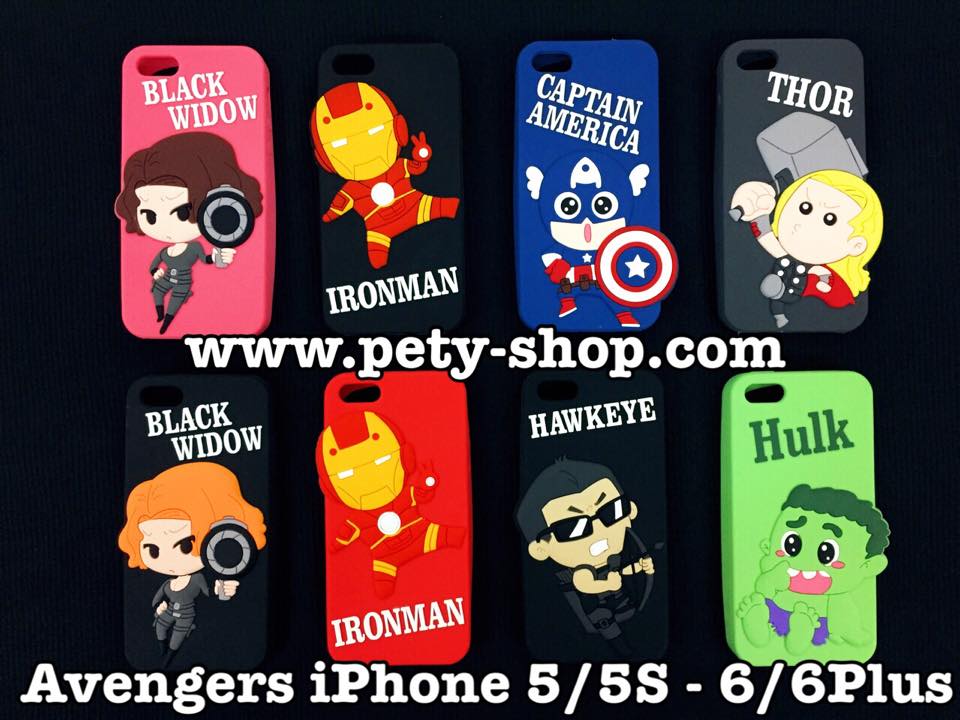 BLACK
WIDOW
IRONMAN
CAPTAIN
AMERICA
THOR
www.pety-shop.com
BLACK
WIDOW
IRONMAN
HAWKEYE
Hulk
Avengers iPhone 5/5S - 6/6Plus